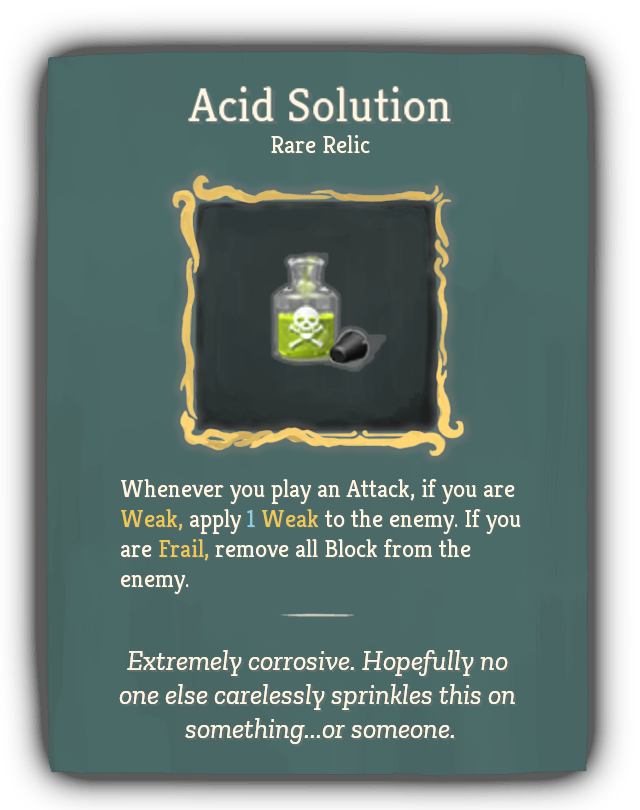 Acid Solution
Rare Relic
Whenever you play an Attack, if you are
Weak, apply 1 Weak to the enemy. If you
are Frail, remove all Block from the
enemy.
Extremely corrosive. Hopefully no
one else carelessly sprinkles this on
something...or someone.